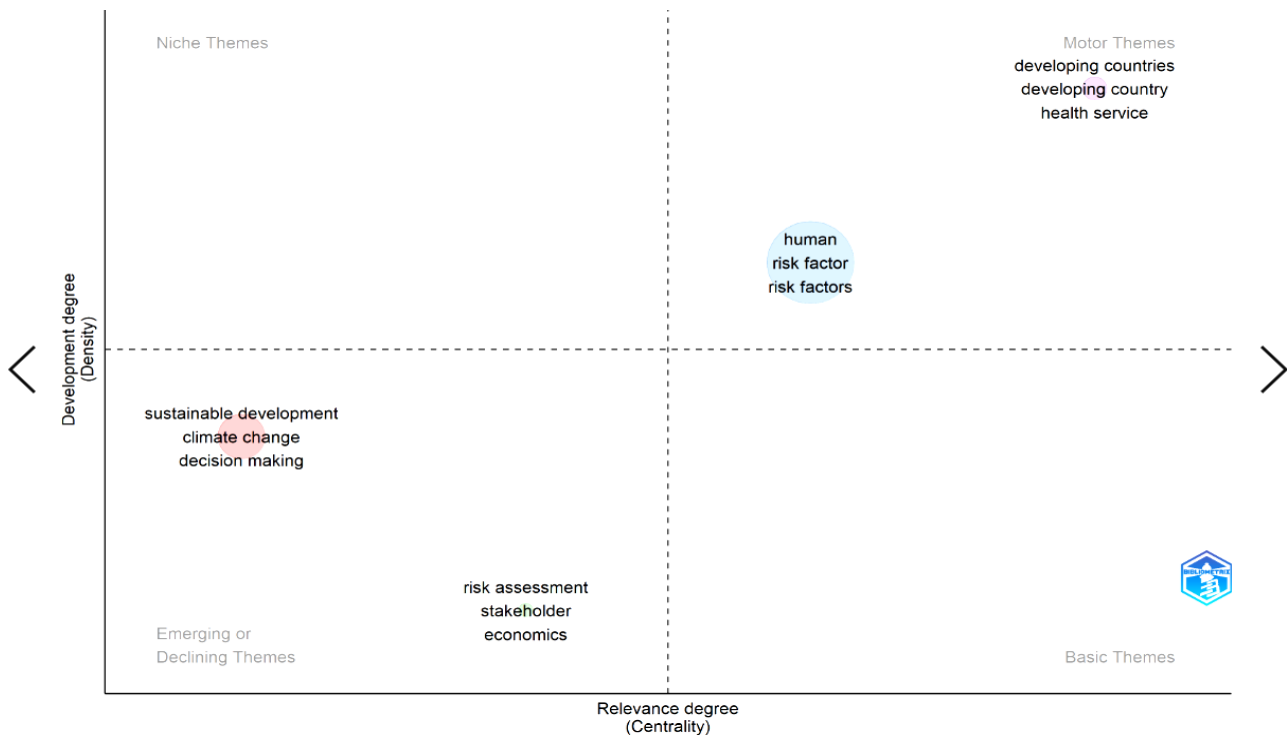 Niche Themes
Motor Themes
developing countries
developing country
health service
human
risk factor
risk factors
Development degree
(Density)
sustainable development
climate change
decision making
risk assessment
stakeholder
economics
Emerging or
Declining Themes
Basic Themes
BIBLIOMETRIX
Relevance degree
(Centrality)